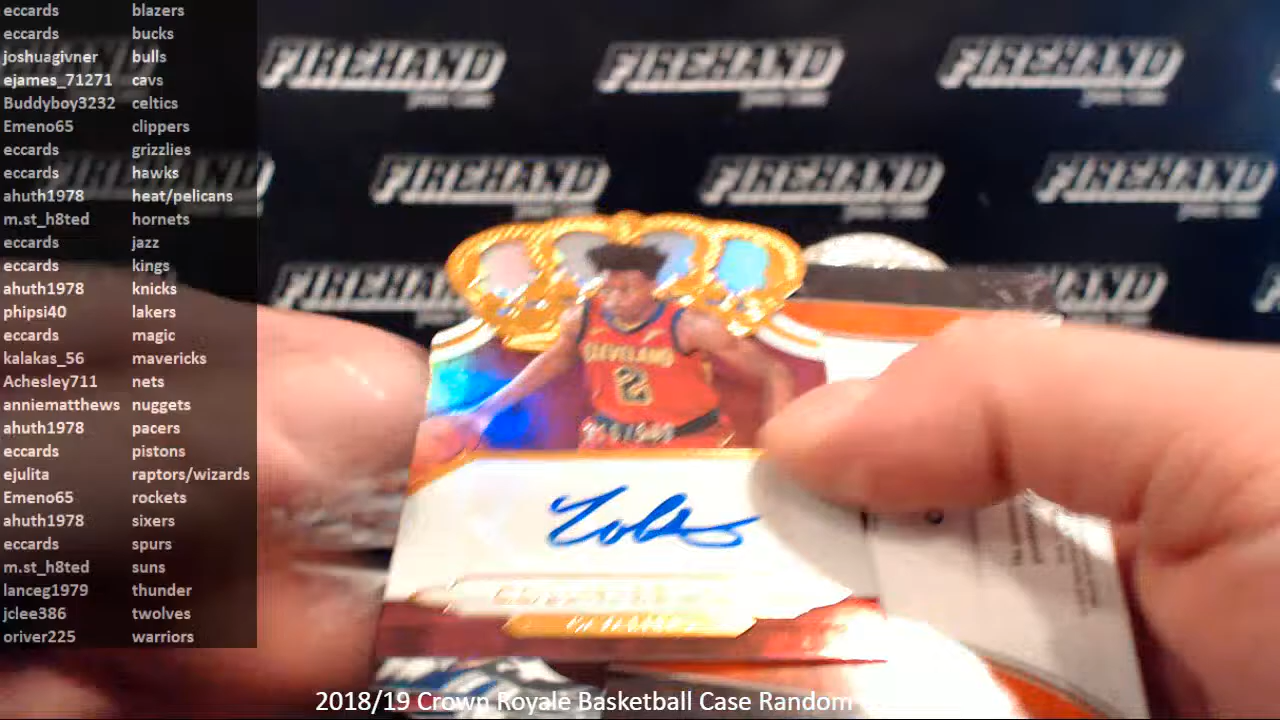 eccards blazers
eccards bucks
joshuagivner bulls
ejames_71271 cavs
Buddyboy3232 celtics
Emeno65 clippers
eccards grizzlies
eccards hawks
ahuth1978 heat/pelicans
m.st_h8ted hornets
eccards jazz
eccards kings
ahuth1978 knicks
phipsi40 lakers
eccards magic
kalakas_56 mavericks
Achesley711 nets
anniematthews nuggets
ahuth1978 pacers
eccards pistons
ejulita raptors/wizards
Emeno65 rockets
ahuth1978 sixers
eccards spurs
m.st_h8ted suns
lanceg1979 thunder
jclee386 twolves
oriver225 warriors
FIREHAND FIREHAND FIREHAND
FIREHAND FIREHAND FIREHAND
FIREHAND
CLEVELAND
2
2018/19 Crown Royale Basketball Case Random